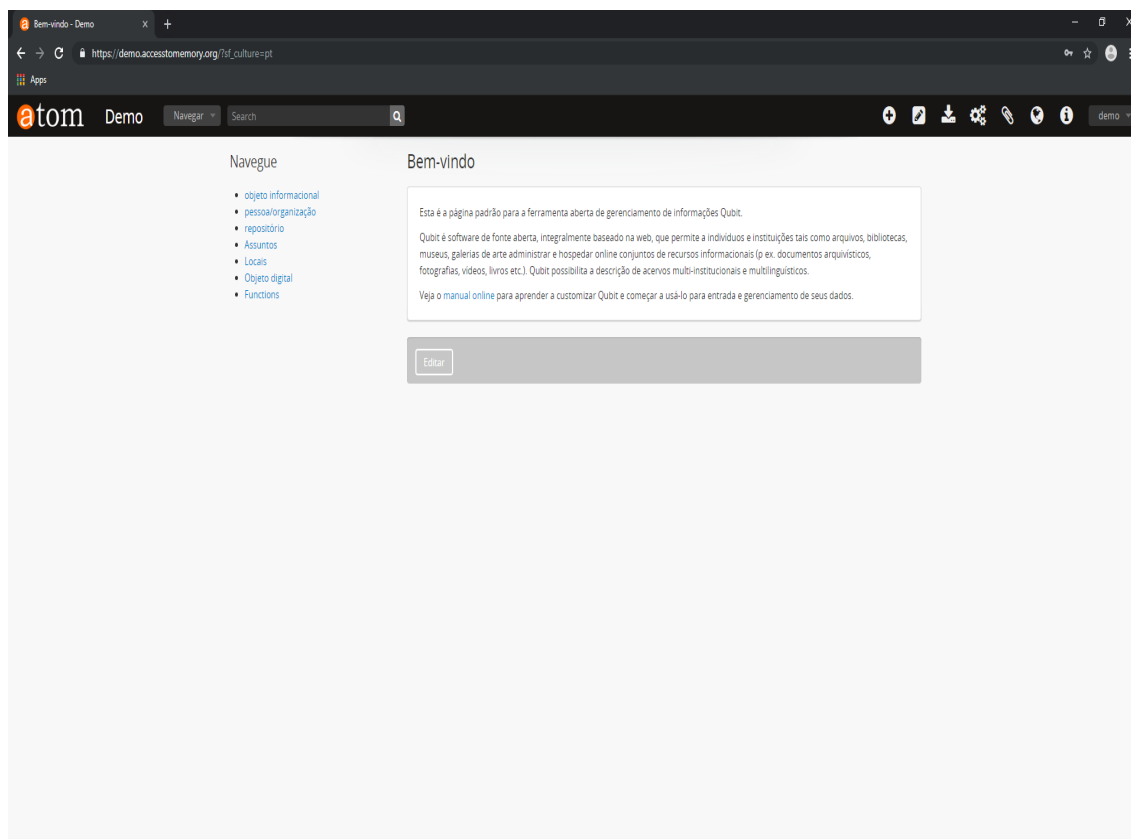 Bem-vindo - Demo
https://demo.accesstomemory.org/?sf_culture=pt
Apps
atom Demo Navegar Search demo
Navegue
objeto informacional
pessoa/organização
repositório
Assuntos
Locais
Objeto digital
Functions
Bem-vindo
Esta é a página padrão para a ferramenta aberta de gerenciamento de informações Qubit.
Qubit é software de fonte aberta, integralmente baseado na web, que permite a indivíduos e instituições tais como arquivos, bibliotecas,
museus, galerias de arte administrar e hospedar online conjuntos de recursos informacionais (p ex. documentos arquivísticos,
fotografias, vídeos, livros etc.). Qubit possibilita a descrição de acervos multi-institucionais e multilinguísticos.
Veja o manual online para aprender a customizar Qubit e começar a usá-lo para entrada e gerenciamento de seus dados.
Editar